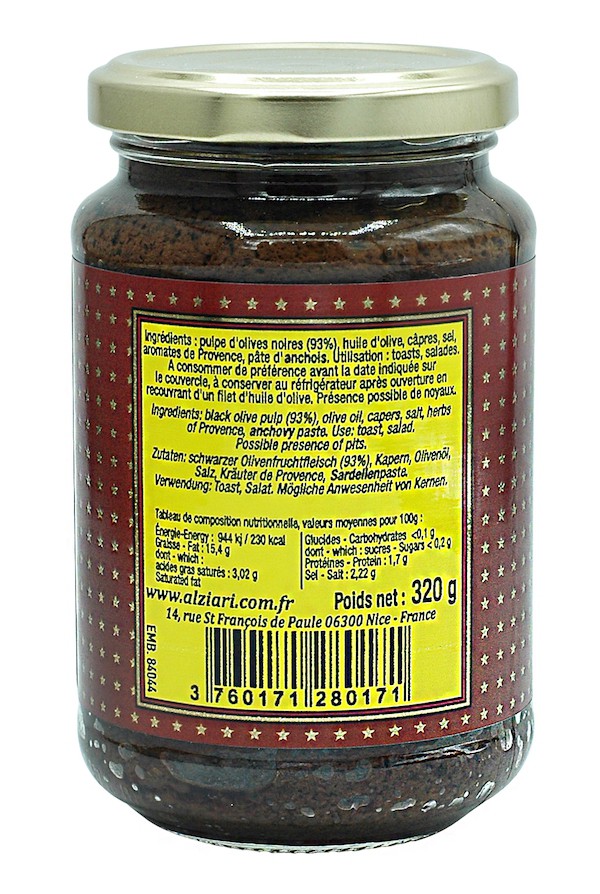 Ingrédients : pulpe d'olives noires (93%), huile d'olive, câpres, sel,
aromates de Provence, pâte d'anchois. Utilisation : toasts, salades.
A consommer de préférence avant la date indiquée sur
le couvercle, à conserver au réfrigérateur après ouverture en
recouvrant d'un filet d'huile d'olive. Présence possible de noyaux.
Ingredients: black olive pulp (93%), olive oil, capers, salt, herbs
of Provence, anchovy paste. Use: toast, salad.
Possible presence of pits.
Zutaten: schwarzer Olivenfruchtfleisch (93%), Kapern, Olivenöl,
Salz, Kräuter de Provence, Sardellenpaste.
Verwendung: Toast, Salat. Mögliche Anwesenheit von Kernen.
Tableau de composition nutritionnelle, valeurs moyennes pour 100g :
Énergie-Energy : 944 kj / 230 kcal
Graisse - Fat : 15,4 g
dont - which :
acides gras saturés : 3,02 g
Saturated fat
Glucides - Carbohydrates <0,1 g
dont - which : sucres - Sugars < 0,2 g
Protéines - Protein : 1,7 g
Sel - Salt : 2,22 g
www.alziari.com.fr
Poids net : 320 g
14, rue St François de Paule 06300 Nice - France
EMB. 84044
3 760171 280171